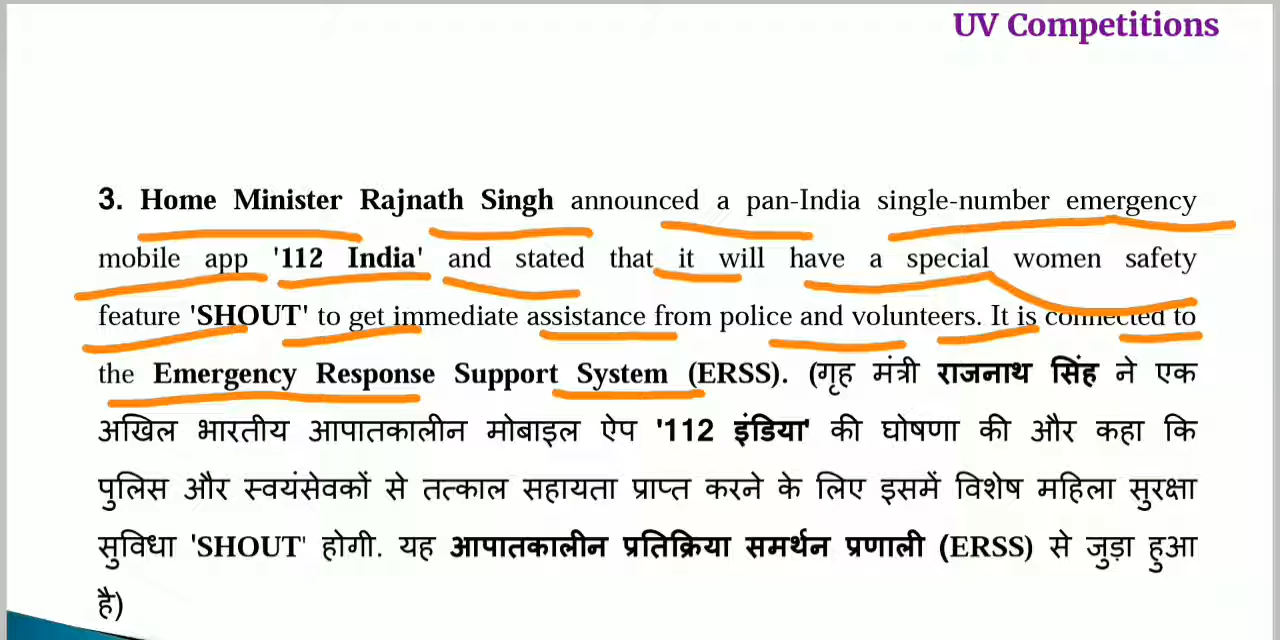 UV Competitions
3. Home Minister Rajnath Singh announced a pan-India single-number emergency
mobile app '112 India' and stated that it will have a special women safety
feature 'SHOUT' to get immediate assistance from police and volunteers. It is connected to
the Emergency Response Support System (ERSS). (गृह मंत्री राजनाथ सिंह ने एक
अखिल भारतीय आपातकालीन मोबाइल ऐप '112 इंडिया' की घोषणा की और कहा कि
पुलिस और स्वयंसेवकों से तत्काल सहायता प्राप्त करने के लिए इसमें विशेष महिला सुरक्षा
सुविधा 'SHOUT' होगी. यह आपातकालीन प्रतिक्रिया समर्थन प्रणाली (ERSS) से जुड़ा हुआ
है)